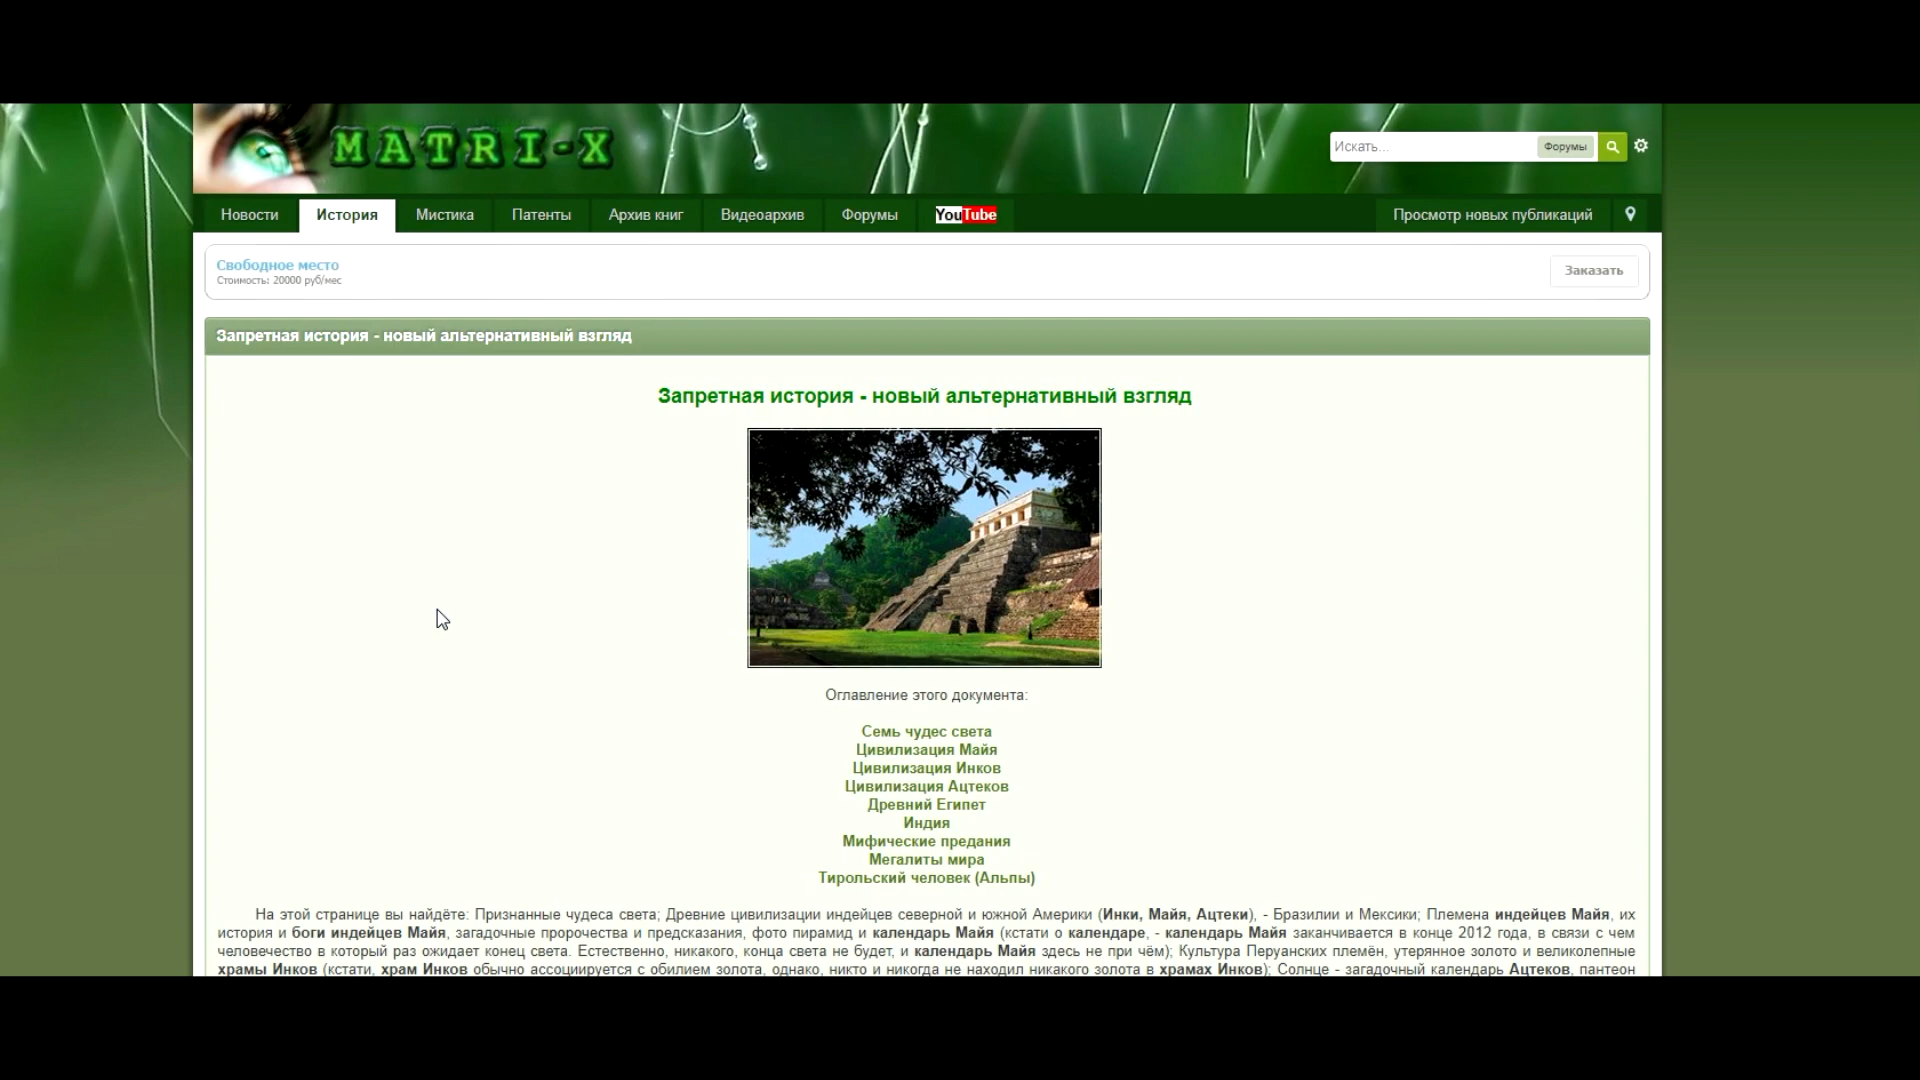 MATRI-X
Искать...
Форумы
Новости
История
Мистика
Патенты
Архив книг
Видеоархив
Форумы
YouTube
Просмотр новых публикаций
Свободное место
Стоимость: 20000 руб/мес
Заказать
Запретная история - новый альтернативный взгляд
Запретная история - новый альтернативный взгляд
Оглавление этого документа:
Семь чудес света
Цивилизация Майя
Цивилизация Инков
Цивилизация Ацтеков
Древний Египет
Индия
Мифические предания
Мегалиты мира
Тирольский человек (Альпы)
На этой странице вы найдёте: Признанные чудеса света; Древние цивилизации индейцев северной и южной Америки (Инки, Майя, Ацтеки), - Бразилии и Мексики; Племена индейцев Майя, их
история и боги индейцев Майя, загадочные пророчества и предсказания, фото пирамид и календарь Майя (кстати о календаре, - календарь Майя заканчивается в конце 2012 года, в связи с чем
человечество в который раз ожидает конец света. Естественно, никакого, конца света не будет, и календарь Майя здесь не при чём); Культура Перуанских племён, утерянное золото и великолепные
храмы Инков (кстати, храм Инков обычно ассоциируется с обилием золота, однако, никто и никогда не находил никакого золота в храмах Инков); Солнце - загадочный календарь Ацтеков, пантеон